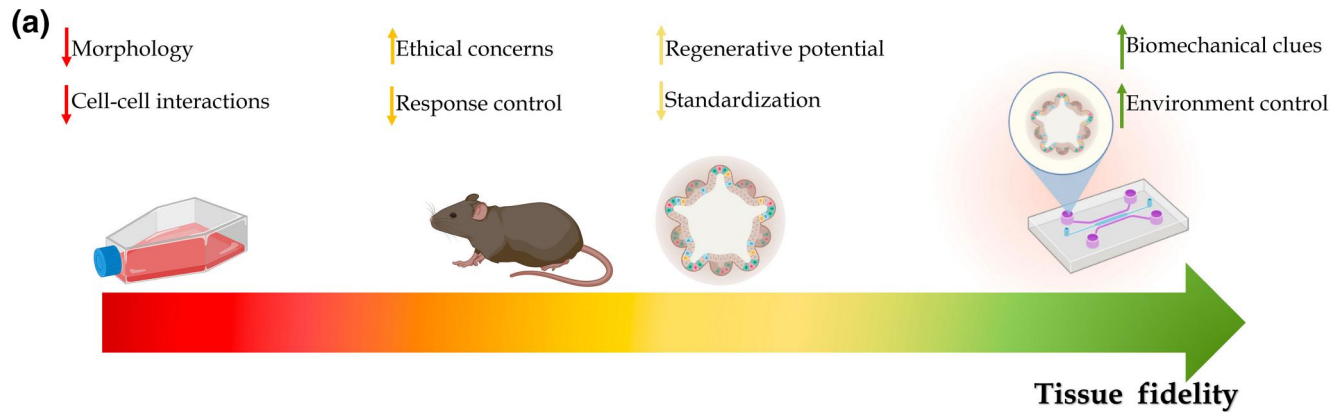 (a)
Morphology
Cell-cell interactions
Ethical concerns
Response control
Regenerative potential
Standardization
Biomechanical clues
Environment control
Tissue fidelity